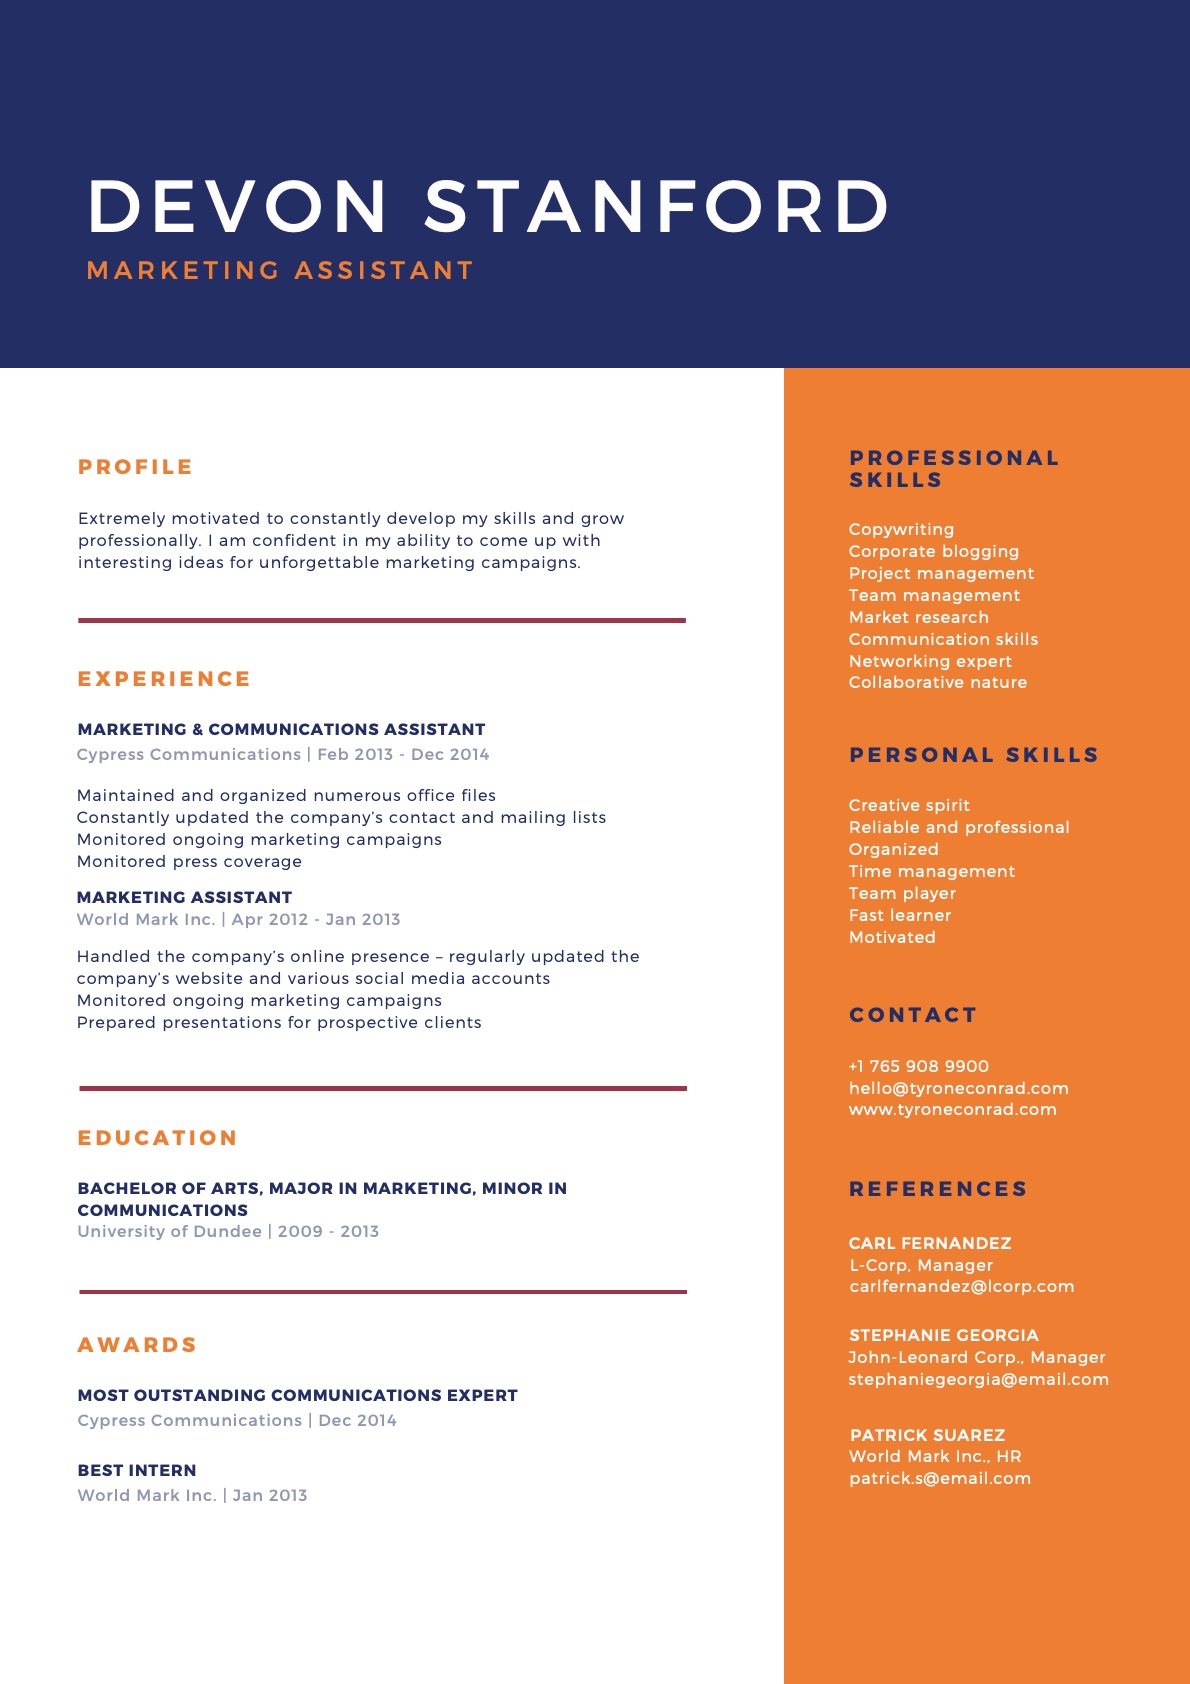 DEVON STANFORD
MARKETING ASSISTANT
PROFILE
Extremely motivated to constantly develop my skills and grow
professionally. I am confident in my ability to come up with
interesting ideas for unforgettable marketing campaigns.
EXPERIENCE
MARKETING & COMMUNICATIONS ASSISTANT
Cypress Communications | Feb 2013 - Dec 2014
Maintained and organized numerous office files
Constantly updated the company’s contact and mailing lists
Monitored ongoing marketing campaigns
Monitored press coverage
MARKETING ASSISTANT
World Mark Inc. | Apr 2012 - Jan 2013
Handled the company’s online presence – regularly updated the
company’s website and various social media accounts
Monitored ongoing marketing campaigns
Prepared presentations for prospective clients
EDUCATION
BACHELOR OF ARTS, MAJOR IN MARKETING, MINOR IN
COMMUNICATIONS
University of Dundee | 2009 - 2013
AWARDS
MOST OUTSTANDING COMMUNICATIONS EXPERT
Cypress Communications | Dec 2014
BEST INTERN
World Mark Inc. | Jan 2013
PROFESSIONAL
SKILLS
Copywriting
Corporate blogging
Project management
Team management
Market research
Communication skills
Networking expert
Collaborative nature
PERSONAL SKILLS
Creative spirit
Reliable and professional
Organized
Time management
Team player
Fast learner
Motivated
CONTACT
+1 765 908 9900
hello@tyroneconrad.com
www.tyroneconrad.com
REFERENCES
CARL FERNANDEZ
L-Corp, Manager
carlfernandez@lcorp.com
STEPHANIE GEORGIA
John-Leonard Corp., Manager
stephaniegeorgia@email.com
PATRICK SUAREZ
World Mark Inc., HR
patrick.s@email.com